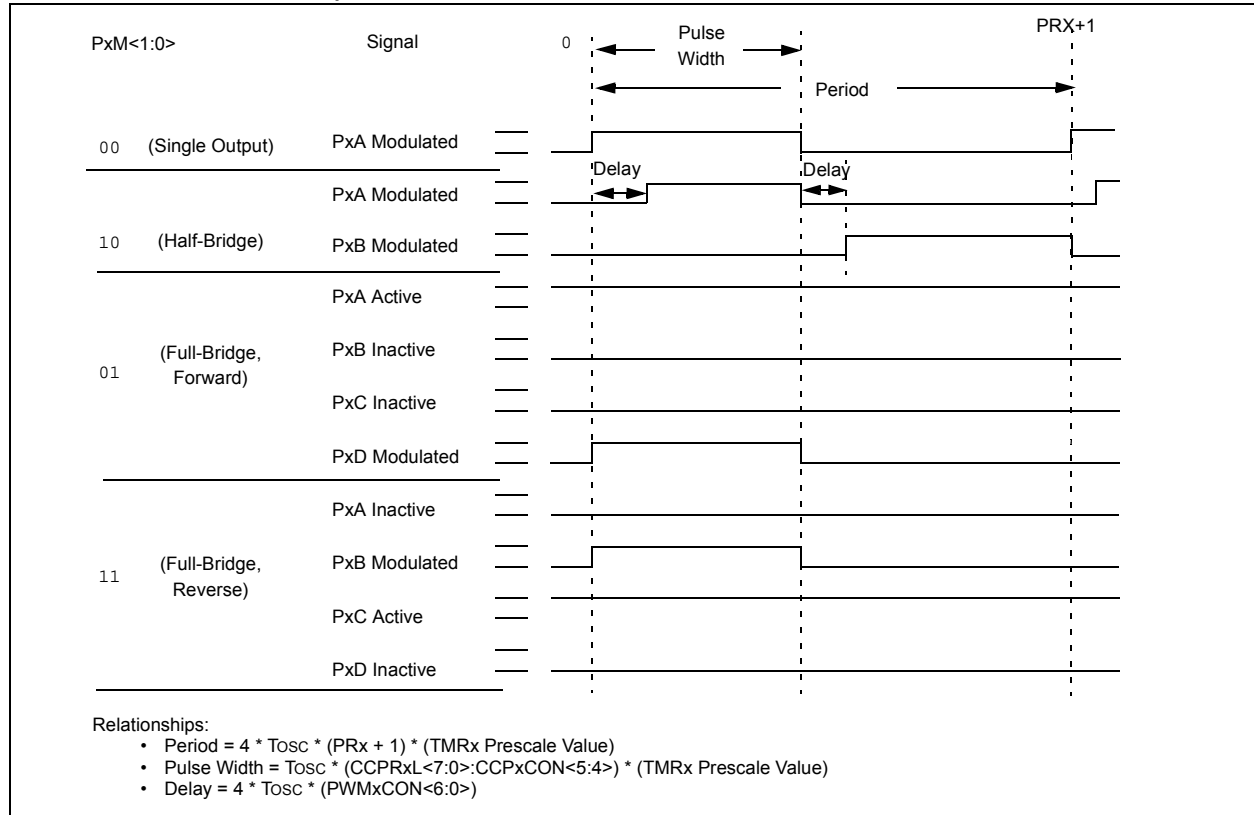 PxM<1:0> Signal 0 Pulse Width PRX+1
Period
00 (Single Output) PxA Modulated
Delay Delay
PxA Modulated
10 (Half-Bridge) PxB Modulated
PxA Active
PxB Inactive
01 (Full-Bridge, Forward)
PxC Inactive
PxD Modulated
PxA Inactive
11 (Full-Bridge, Reverse) PxB Modulated
PxC Active
PxD Inactive
Relationships:
• Period = 4 * TOSC * (PRx + 1) * (TMRx Prescale Value)
• Pulse Width = TOSC * (CCPRxL<7:0>:CCPxCON<5:4>) * (TMRx Prescale Value)
• Delay = 4 * TOSC * (PWMxCON<6:0>)